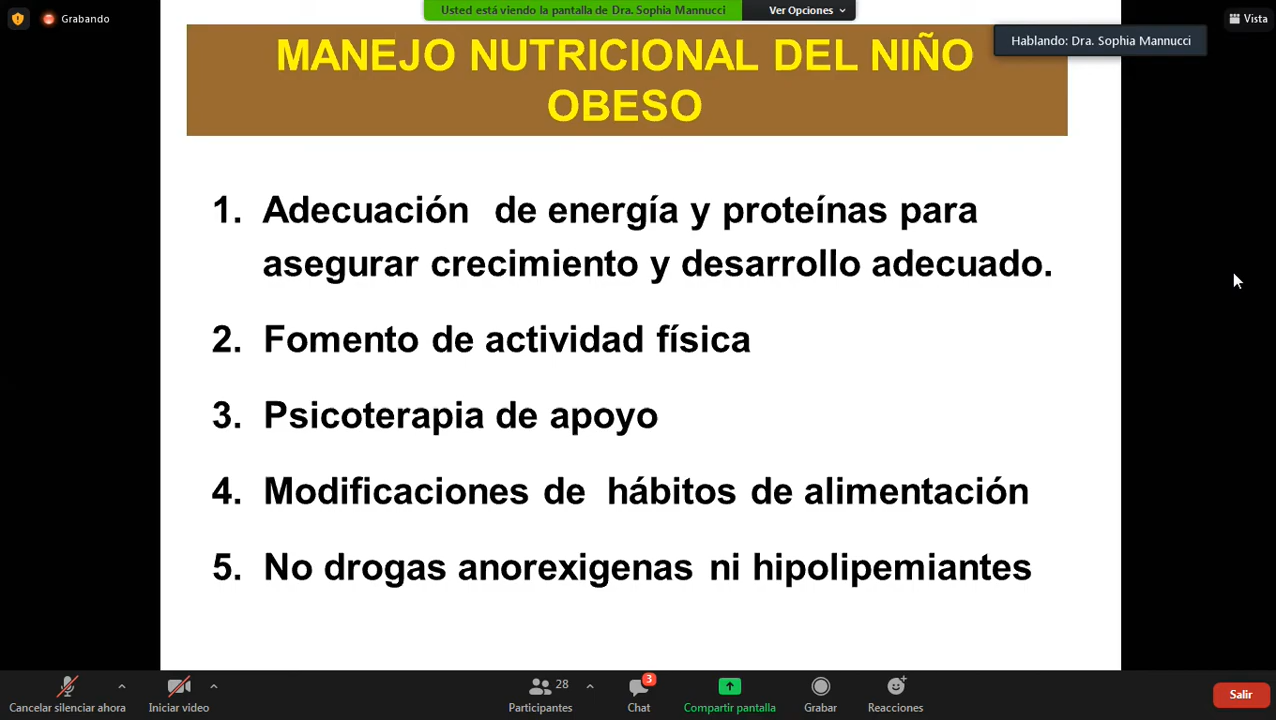 Grabando
Usted está viendo la pantalla de Dra. Sophia Mannucci
Ver Opciones
Vista
Hablando: Dra. Sophia Mannucci
MANEJO NUTRICIONAL DEL NIÑO
OBESO
1. Adecuación de energía y proteínas para
asegurar crecimiento y desarrollo adecuado.
2. Fomento de actividad física
3. Psicoterapia de apoyo
4. Modificaciones de hábitos de alimentación
5. No drogas anorexigenas ni hipolipemiantes
Cancelar silenciar ahora
Iniciar video
28
Participantes
3
Chat
Compartir pantalla
Grabar
Reacciones
Salir